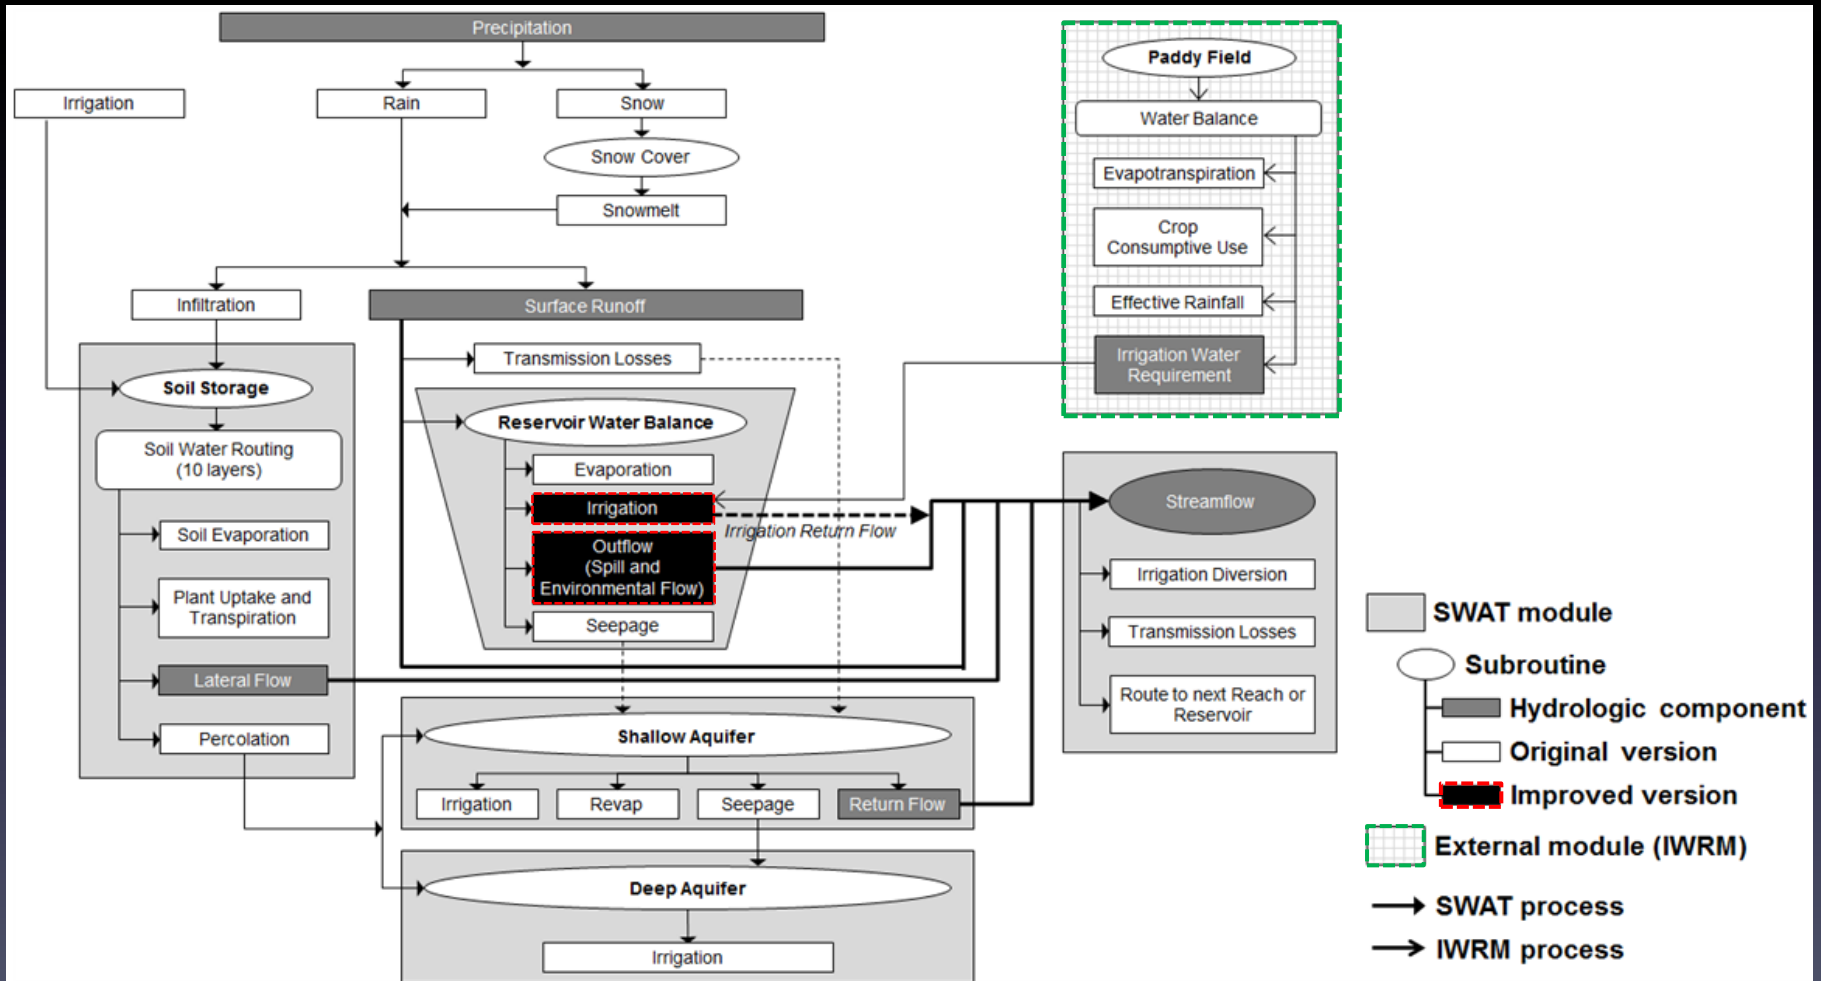 Precipitation
Irrigation
Rain
Snow
Snow Cover
Snowmelt
Infiltration
Surface Runoff
Transmission Losses
Soil Storage
Soil Water Routing
(10 layers)
Soil Evaporation
Plant Uptake and
Transpiration
Lateral Flow
Percolation
Reservoir Water Balance
Evaporation
Irrigation
Irrigation Return Flow
Outflow
(Spill and
Environmental Flow)
Seepage
Shallow Aquifer
Irrigation
Revap
Seepage
Return Flow
Deep Aquifer
Irrigation
Paddy Field
Water Balance
Evapotranspiration
Crop
Consumptive Use
Effective Rainfall
Irrigation Water
Requirement
Streamflow
Irrigation Diversion
Transmission Losses
Route to next Reach or
Reservoir
SWAT module
Subroutine
Hydrologic component
Original version
Improved version
External module (IWRM)
SWAT process
IWRM process